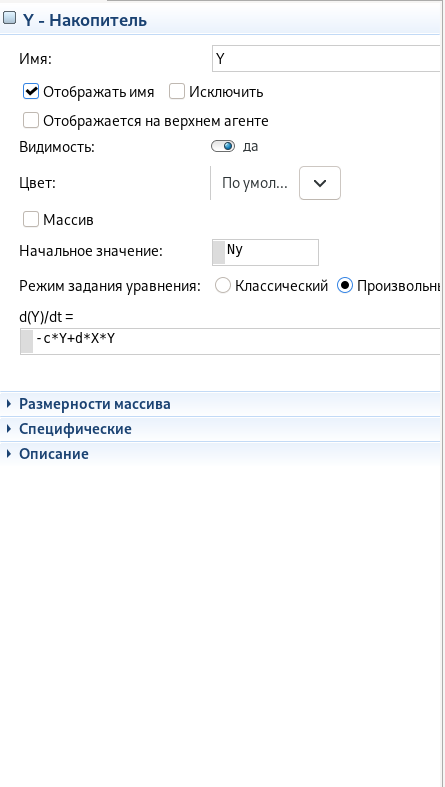 Y - Накопитель
Имя: Y
Отображать имя Исключить
Отображается на верхнем агенте
Видимость: да
Цвет: По умол...
Массив
Начальное значение: Ny
Режим задания уравнения: Классический Произвольн
d(Y)/dt =
-c*Y+d*X*Y
Размерности массива
Специфические
Описание